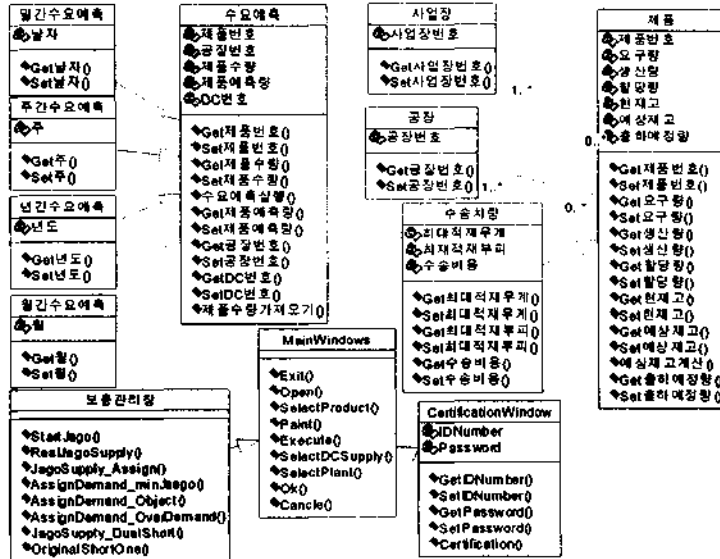 일간수요예측
날자
Get날자()
Set날자()
주간수요예측
주
Get주()
Set주()
년간수요예측
년도
Get년도()
Set년도()
월간수요예측
월
Get월()
Set월()
수요예측
제품번호
공장번호
제품수량
제품예측량
DC번호
Get제품번호()
Set제품번호()
Get제품수량()
Set제품수량()
수요예측실행()
Get제품예측량()
Set제품예측량()
Get공장번호()
Set공장번호()
GetDC번호()
SetDC번호()
제품수량가져오기()
사업장
사업장번호
Get사업장번호()
Set사업장번호()
1..*
공장
공장번호
Get공장번호()
Set공장번호()
1..*
0..*
0..*
수송차량
최대적재무게
최재적재부피
수송비용
Get최대적재무게()
Set최대적재무게()
Get최대적재부피()
Set최대적재부피()
Get수송비용()
Set수송비용()
제품
제품번호
요구량
생산량
할당량
현재고
예상재고
출하예정량
Get제품번호()
Set제품번호()
Get요구량()
Set요구량()
Get생산량()
Set생산량()
Get할당량()
Set할당량()
Get현재고()
Set현재고()
Get예상재고()
Set예상재고()
예상재고계산()
Get출하예정량()
Set출하예정량()
보충관리창
StartJago()
RealJagoSupply()
JagoSupply_Assign()
AssignDemand_minJaego()
AssignDemand_Object()
AssignDemand_OverDemand()
JagoSupply_DualShort()
OriginalShortOne()
MainWindows
Exit()
Open()
SelectProduct()
Paint()
Execute()
SelectDCSupply()
SelectPlant()
Ok()
Cancle()
CertificationWindow
IDNumber
Password
GetIDNumber()
SetIDNumber()
GetPassword()
SetPassword()
Certification()